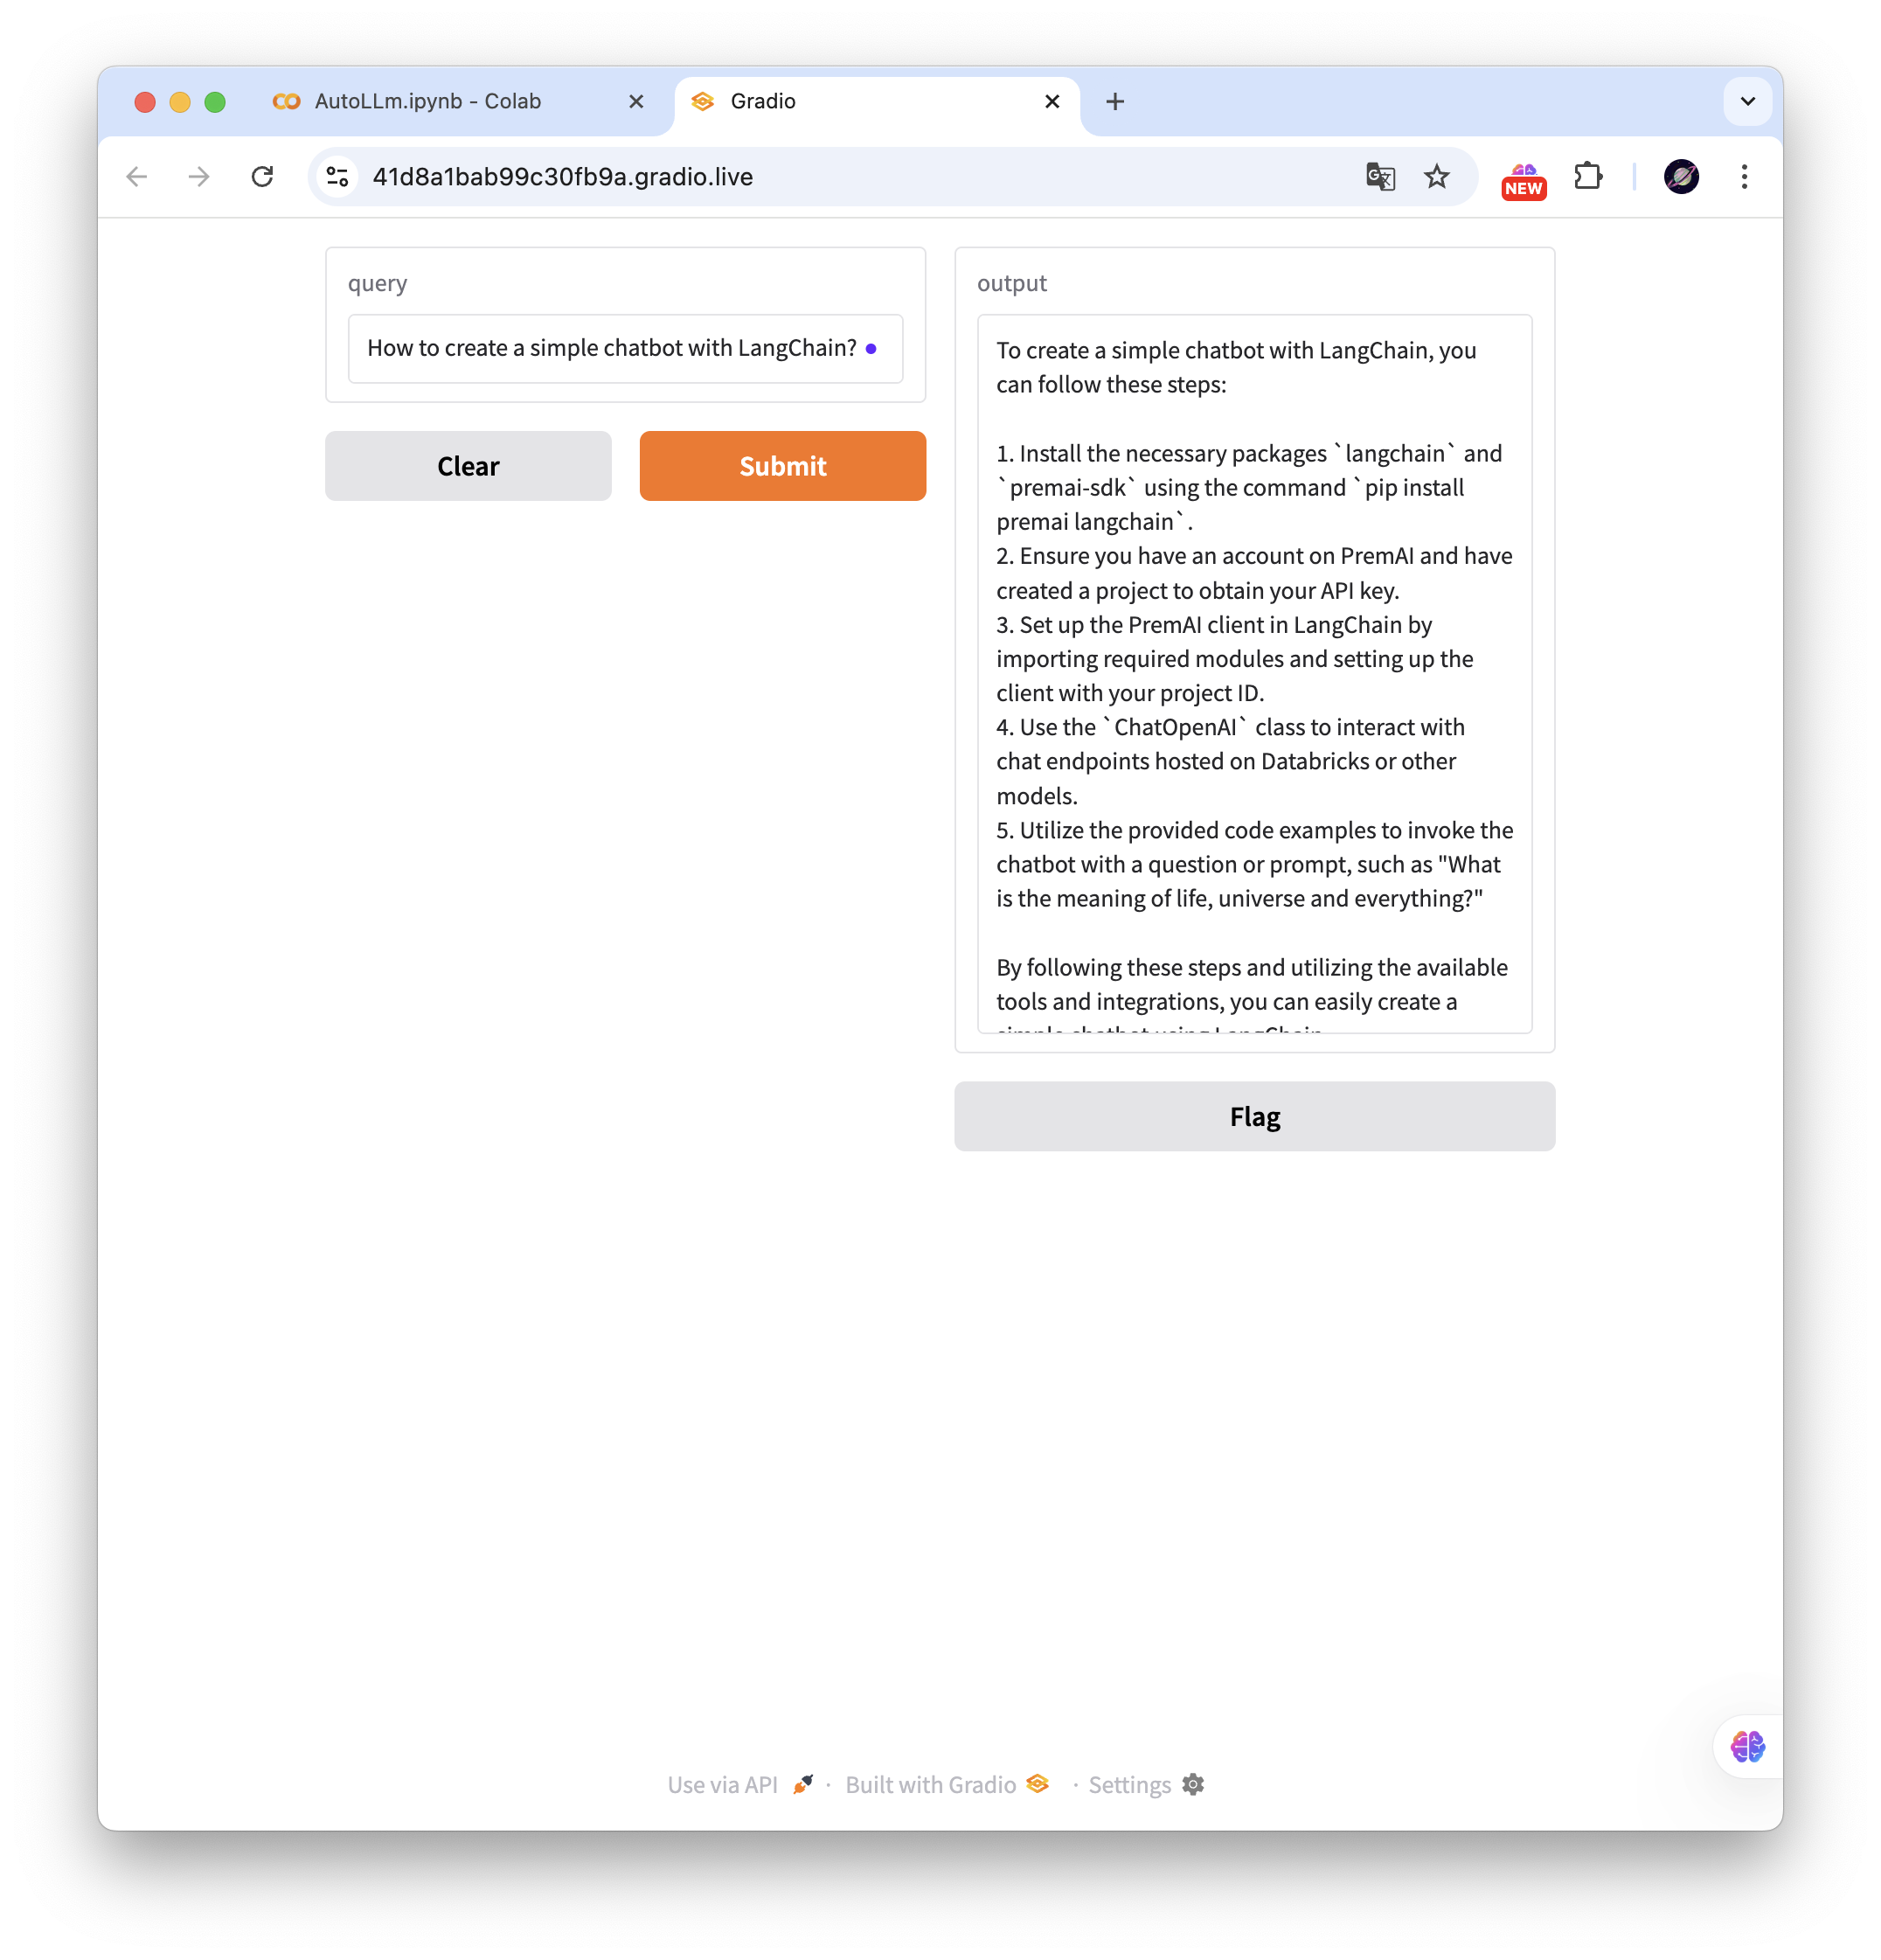 AutoLLm.ipynb - Colab
Gradio
41d8a1bab99c30fb9a.gradio.live
NEW
query
How to create a simple chatbot with LangChain?
Clear
Submit
output
To create a simple chatbot with LangChain, you
can follow these steps:
1. Install the necessary packages `langchain` and
`premai-sdk` using the command `pip install
premai langchain`.
2. Ensure you have an account on PremAI and have
created a project to obtain your API key.
3. Set up the PremAI client in LangChain by
importing required modules and setting up the
client with your project ID.
4. Use the `ChatOpenAI` class to interact with
chat endpoints hosted on Databricks or other
models.
5. Utilize the provided code examples to invoke the
chatbot with a question or prompt, such as "What
is the meaning of life, universe and everything?"
By following these steps and utilizing the available
tools and integrations, you can easily create a
simple chatbot using LangChain
Flag
Use via API · Built with Gradio · Settings